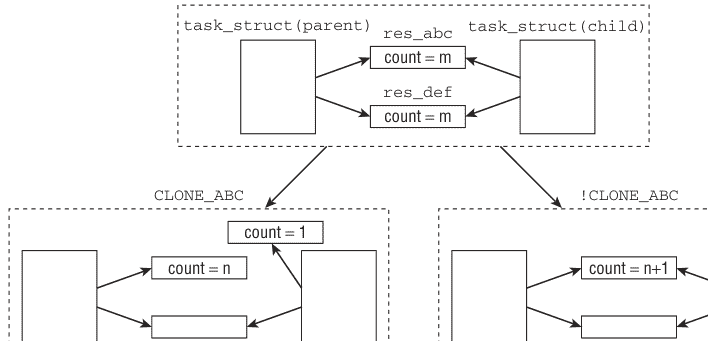 task_struct(parent)
res_abc
task_struct(child)
count = m
res_def
count = m
CLONE_ABC
!CLONE_ABC
count = 1
count = n
count = n+1